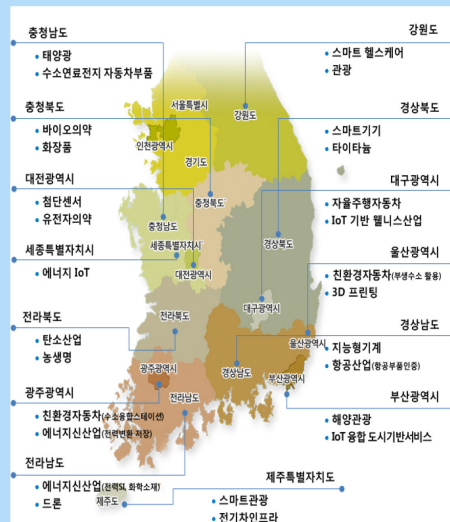 충청남도
• 태양광
• 수소연료전지 자동차부품
충청북도
• 바이오의약
• 화장품
대전광역시
• 첨단센서
• 유전자의약
세종특별자치시
• 에너지 IoT
전라북도
• 탄소산업
• 농생명
광주광역시
• 친환경자동차(수소융합스테이션)
• 에너지신산업(전력변환·저장)
전라남도
• 에너지신산업(전력SI, 화학소재)
• 드론
강원도
• 스마트 헬스케어
• 관광
경상북도
• 스마트기기
• 타이타늄
대구광역시
• 자율주행자동차
• IoT 기반 웰니스산업
울산광역시
• 친환경자동차(부생수소 활용)
• 3D 프린팅
경상남도
• 지능형기계
• 항공산업(항공부품인증)
부산광역시
• 해양관광
• IoT 융합 도시기반서비스
제주특별자치도
• 스마트관광
• 전기차인프라
서울특별시
강원도
인천광역시
경기도
충청북도
충청남도
세종특별자치시
경상북도
대전광역시
대구광역시
전라북도
울산광역시
광주광역시
경상남도
부산광역시
전라남도
제주도